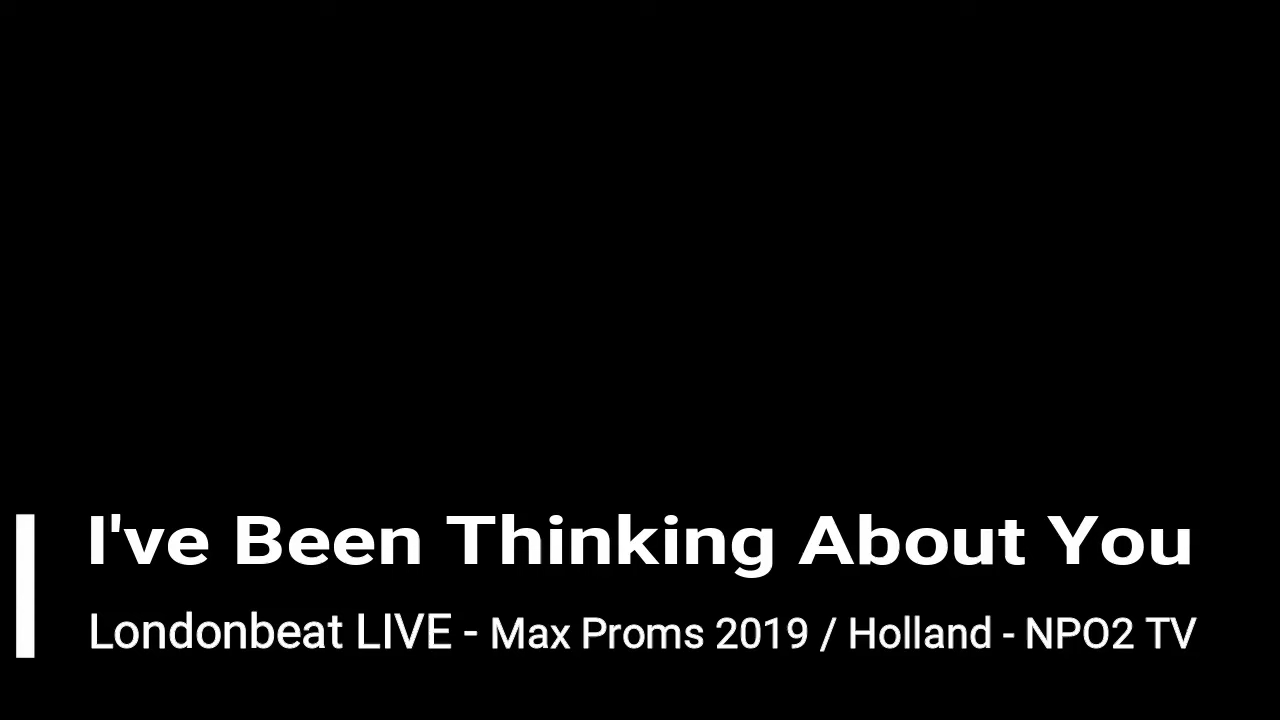 I've Been Thinking About You
Londonbeat LIVE - Max Proms 2019 / Holland - NPO2 TV